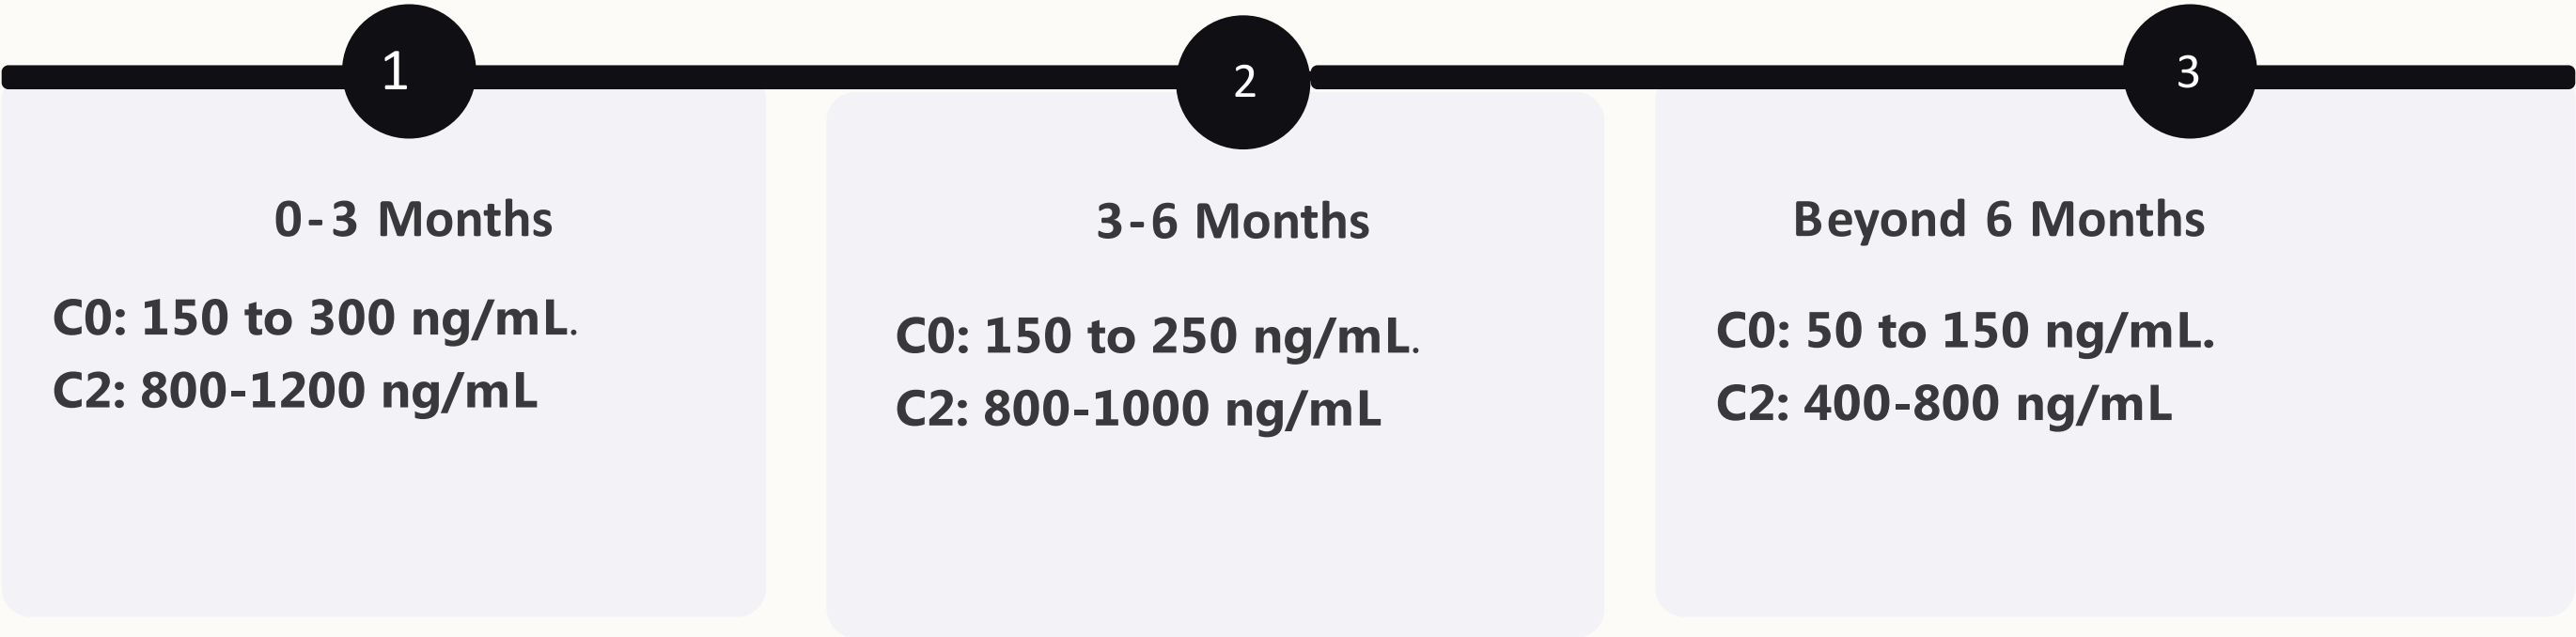 1
0-3 Months
C0: 150 to 300 ng/mL.
C2: 800-1200 ng/mL
2
3-6 Months
C0: 150 to 250 ng/mL.
C2: 800-1000 ng/mL
3
Beyond 6 Months
C0: 50 to 150 ng/mL.
C2: 400-800 ng/mL